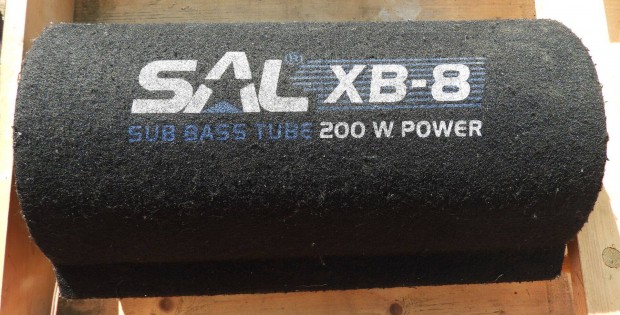 SAL® XB-8
SUB BASS TUBE 200 W POWER